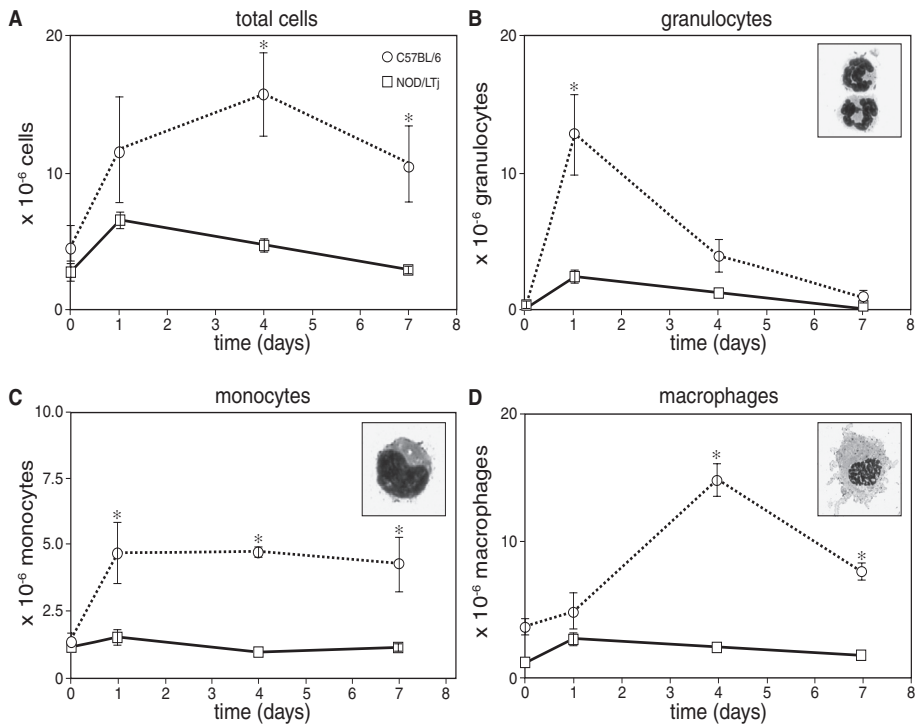 A
total cells
20
10
0
x 10⁻⁶ cells
○ C57BL/6
□ NOD/LTj
*
*
0 1 2 3 4 5 6 7 8
time (days)
B
granulocytes
20
10
0
x 10⁻⁶ granulocytes
*
0 1 2 3 4 5 6 7 8
time (days)
C
monocytes
10.0
7.5
5.0
2.5
0
x 10⁻⁶ monocytes
*
*
*
0 1 2 3 4 5 6 7 8
time (days)
D
macrophages
20
10
0
x 10⁻⁶ macrophages
*
*
0 1 2 3 4 5 6 7 8
time (days)